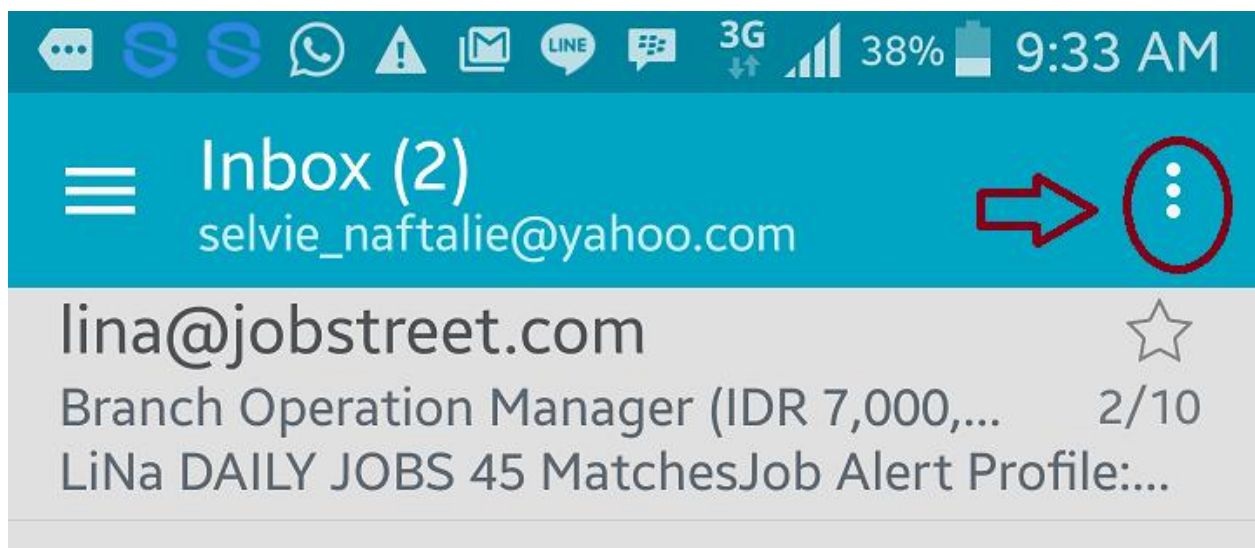 LINE 3G 38% 9:33 AM
Inbox (2)
selvie_naftalie@yahoo.com
lina@jobstreet.com
Branch Operation Manager (IDR 7,000,... 2/10
LiNa DAILY JOBS 45 MatchesJob Alert Profile:...